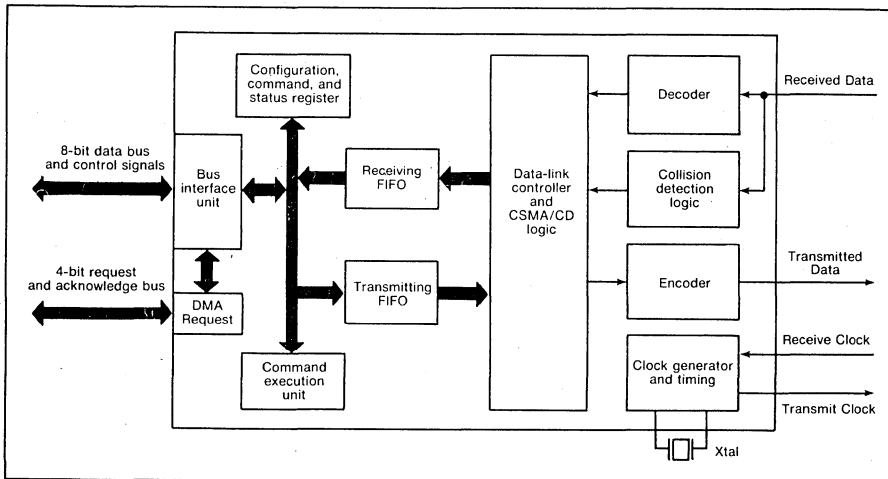 Configuration,
command, and
status register
8-bit data bus
and control signals
Bus
interface
unit
4-bit request
and acknowledge bus
DMA
Request
Receiving
FIFO
Transmitting
FIFO
Command
execution
unit
Data-link
controller
and
CSMA/CD
logic
Decoder
Received Data
Collision
detection
logic
Encoder
Transmitted
Data
Clock generator
and timing
Receive Clock
Transmit Clock
Xtal